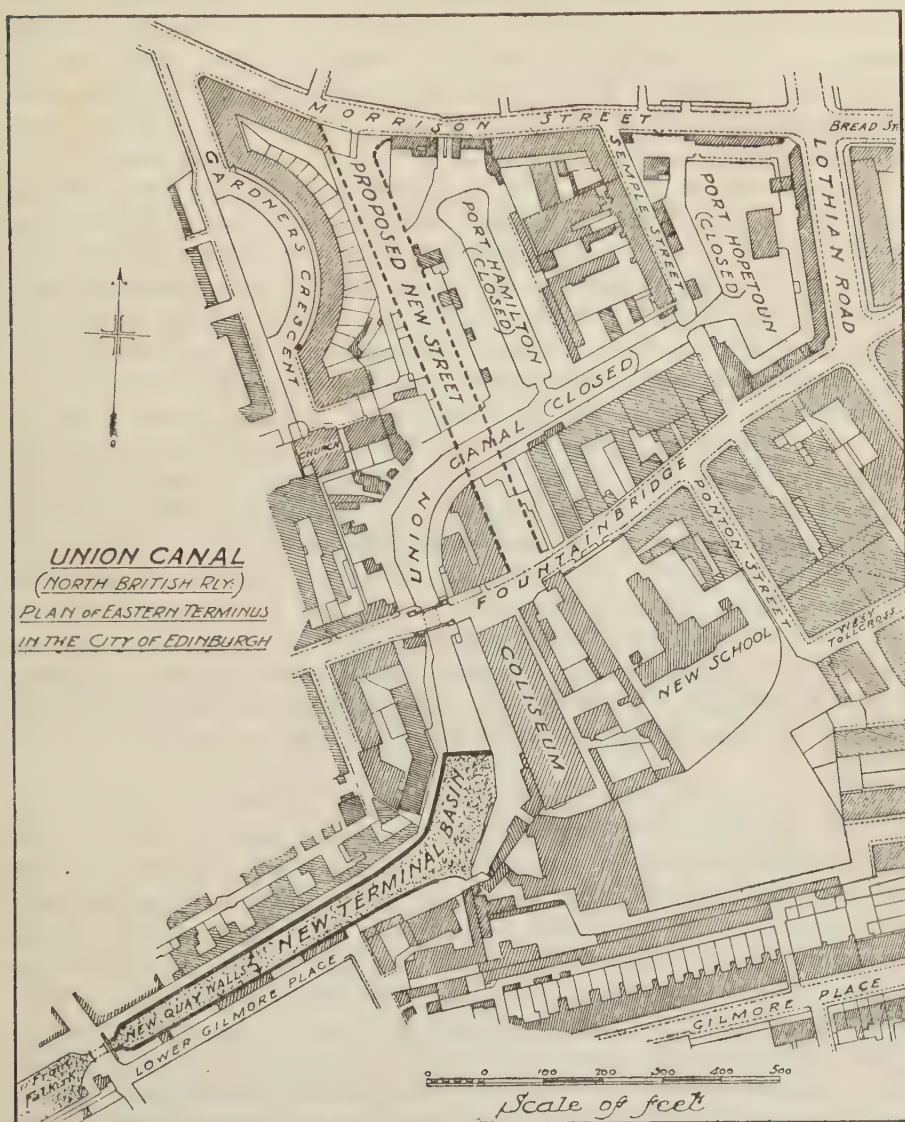 MORRISON STREET
BREAD ST.
GARDNERS CRESCENT
PROPOSED NEW STREET
PORT HAMILTON
(CLOSED)
SEMPLE STREET
PORT HOPETOUN
(CLOSED)
LOTHIAN ROAD
CHURCH
UNION CANAL (CLOSED)
FOUNTAINBRIDGE
PONTON STREET
UNION CANAL
(NORTH BRITISH RLY.)
PLAN OF EASTERN TERMINUS
IN THE CITY OF EDINBURGH
TOLLCROSS
NEW SCHOOL
COLISEUM
NEW TERMINAL BASIN
NEW QUAY WALLS
LOWER GILMORE PLACE
GILMORE PLACE
From
Falkirk
0 0 100 200 300 400 500
Scale of feet